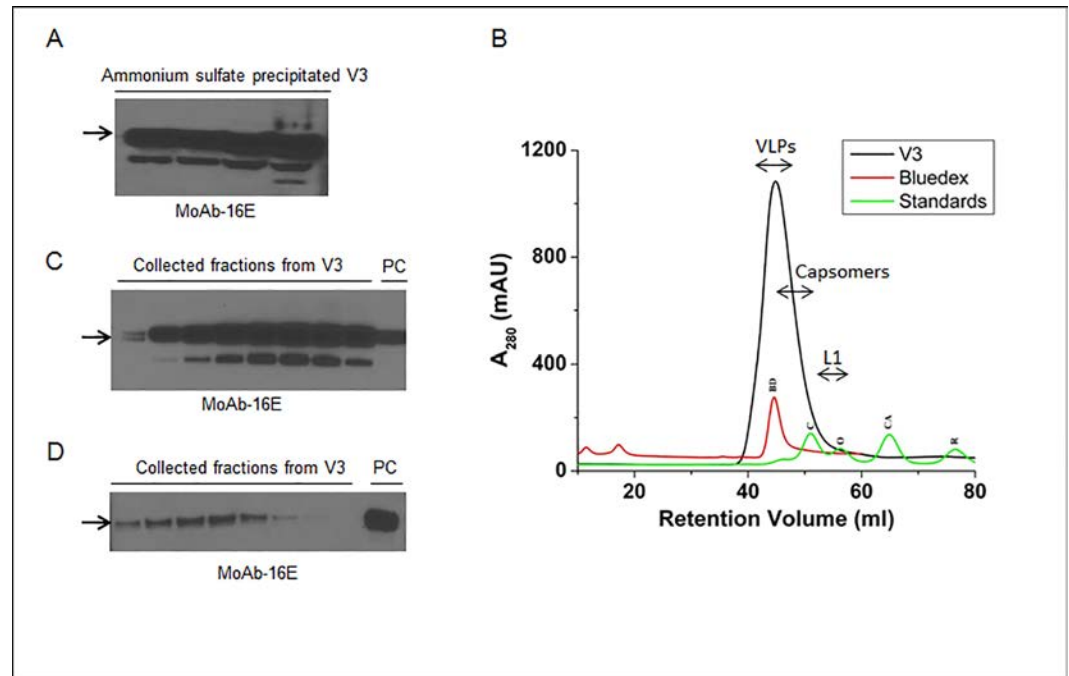 A
Ammonium sulfate precipitated V3
MoAb-16E
B
VLPs
1200
V3
Bluedex
Standards
800
Capsomers
A280 (mAU)
L1
400
BD
C
O
CA
R
0
20
40
60
80
Retention Volume (ml)
C
Collected fractions from V3
PC
MoAb-16E
D
Collected fractions from V3
PC
MoAb-16E